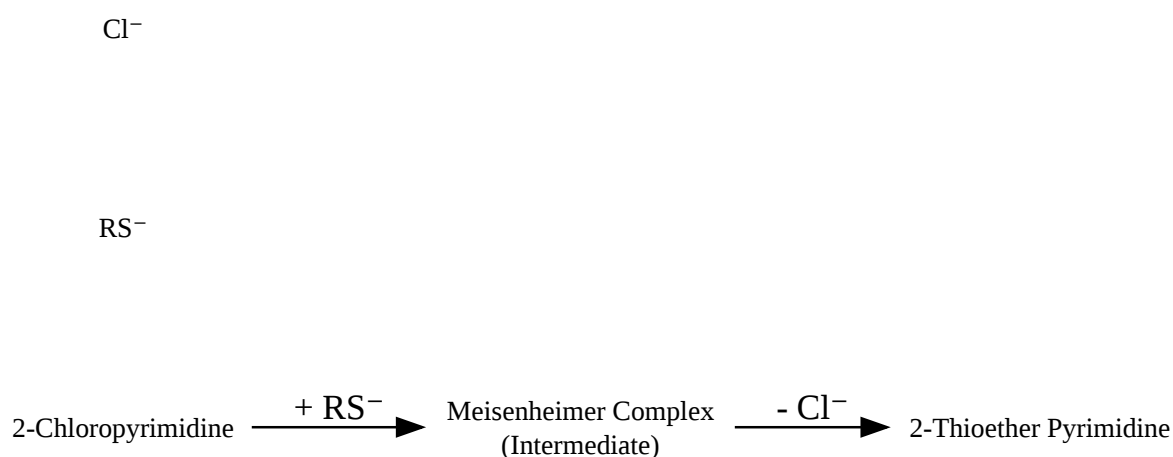 Cl⁻
RS⁻
2-Chloropyrimidine
+ RS⁻
Meisenheimer Complex
(Intermediate)
- Cl⁻
2-Thioether Pyrimidine